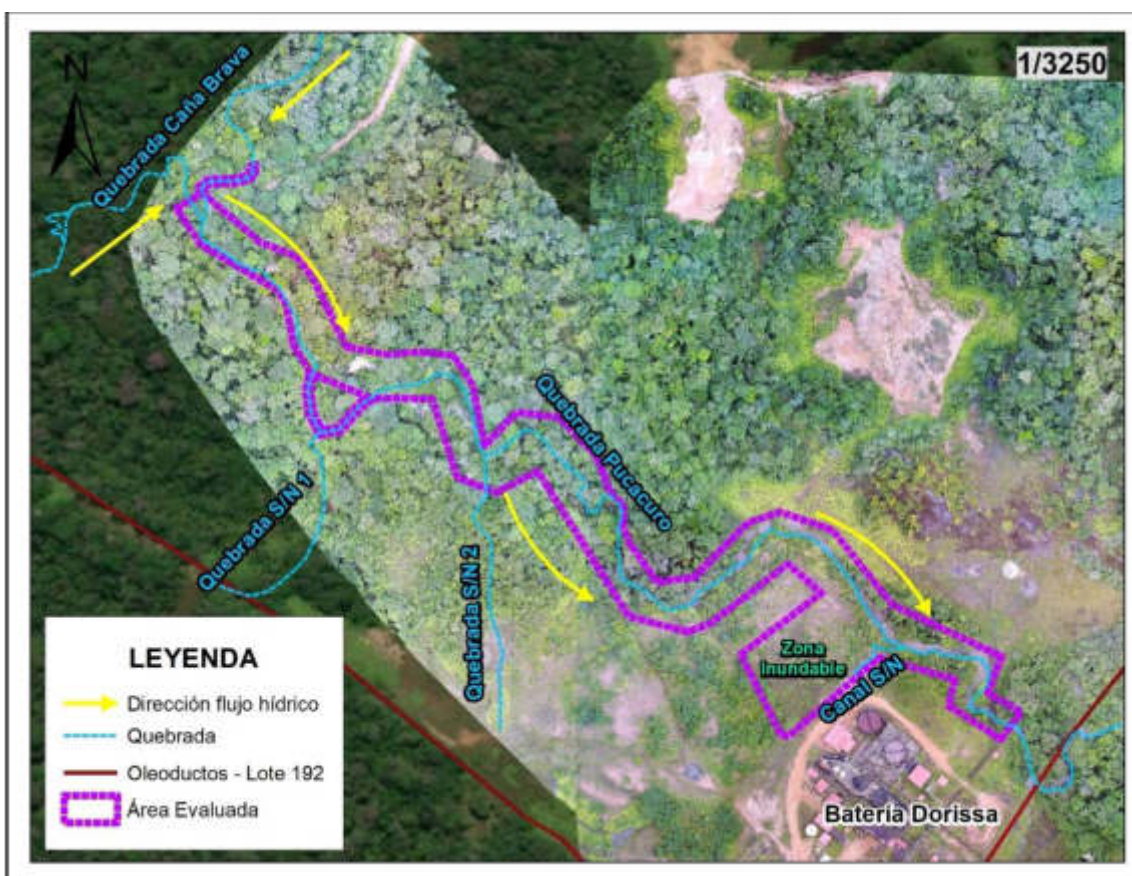 N
1/3250
Quebrada Caña Brava
Quebrada Pucacuro
Quebrada S/N 1
Quebrada S/N 2
Zona
Inundable
Canal S/N
Batería Dorissa
LEYENDA
Dirección flujo hídrico
Quebrada
Oleoductos - Lote 192
Área Evaluada